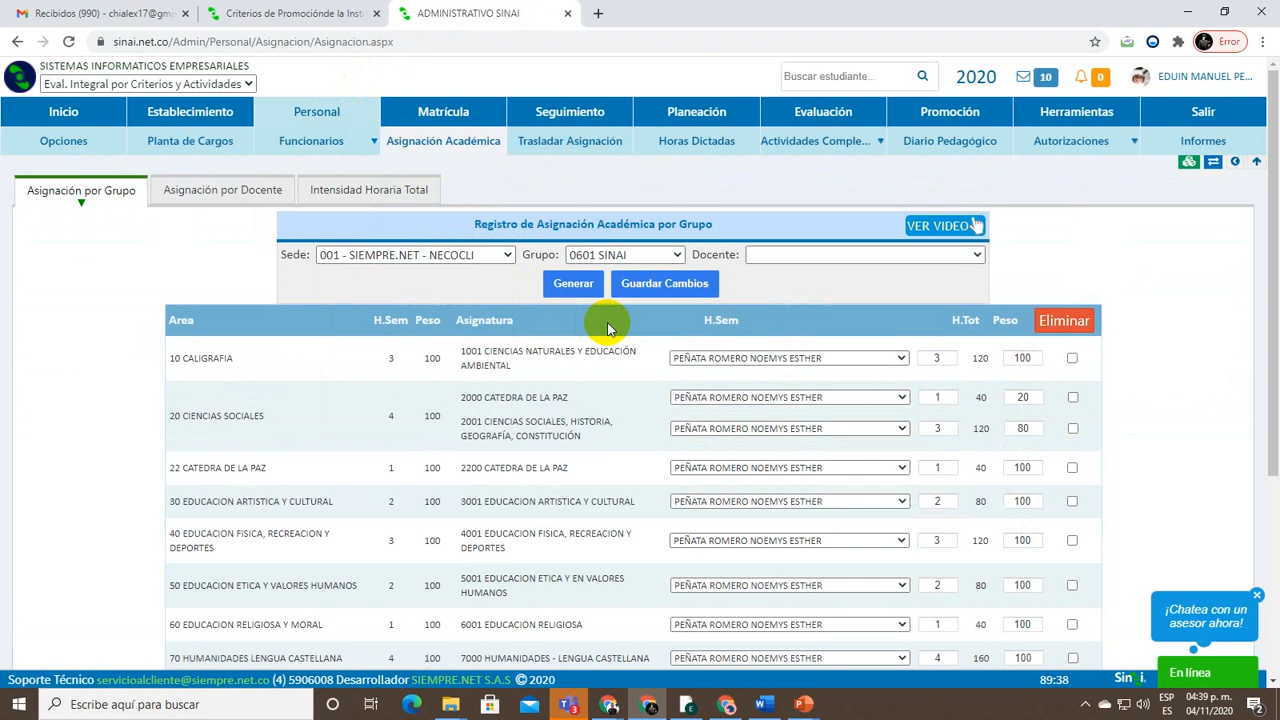 Recibidos (990) - chialex17@gma
Criterios de Promociónde la Insti
ADMINISTRATIVO SINAI
sinai.net.co/Admin/Personal/Asignacion/Asignacion.aspx
Error
SISTEMAS INFORMATICOS EMPRESARIALES
Eval. Integral por Criterios y Actividades
Buscar estudiante...
2020
10
0
EDUIN MANUEL PE...
Inicio Establecimiento Personal Matrícula Seguimiento Planeación Evaluación Promoción Herramientas Salir
Opciones Planta de Cargos Funcionarios Asignación Académica Trasladar Asignación Horas Dictadas Actividades Comple... Diario Pedagógico Autorizaciones Informes
Asignación por Grupo Asignación por Docente Intensidad Horaria Total
Registro de Asignación Académica por Grupo
VER VIDEO
Sede: 001 - SIEMPRE.NET - NECOCLI Grupo: 0601 SINAI Docente:
Generar Guardar Cambios
Area H.Sem Peso Asignatura H.Sem H.Tot Peso Eliminar
10 CALIGRAFIA 3 100 1001 CIENCIAS NATURALES Y EDUCACIÓN AMBIENTAL PEÑATA ROMERO NOEMYS ESTHER 3 120 100
20 CIENCIAS SOCIALES 4 100 2000 CATEDRA DE LA PAZ PEÑATA ROMERO NOEMYS ESTHER 1 40 20
2001 CIENCIAS SOCIALES, HISTORIA, GEOGRAFÍA, CONSTITUCIÓN PEÑATA ROMERO NOEMYS ESTHER 3 120 80
22 CATEDRA DE LA PAZ 1 100 2200 CATEDRA DE LA PAZ PEÑATA ROMERO NOEMYS ESTHER 1 40 100
30 EDUCACION ARTISTICA Y CULTURAL 2 100 3001 EDUCACION ARTISTICA Y CULTURAL PEÑATA ROMERO NOEMYS ESTHER 2 80 100
40 EDUCACION FISICA, RECREACION Y DEPORTES 3 100 4001 EDUCACION FISICA, RECREACION Y DEPORTES PEÑATA ROMERO NOEMYS ESTHER 3 120 100
50 EDUCACION ETICA Y VALORES HUMANOS 2 100 5001 EDUCACION ETICA Y EN VALORES HUMANOS PEÑATA ROMERO NOEMYS ESTHER 2 80 100
60 EDUCACION RELIGIOSA Y MORAL 1 100 6001 EDUCACION RELIGIOSA PEÑATA ROMERO NOEMYS ESTHER 1 40 100
70 HUMANIDADES LENGUA CASTELLANA 4 100 7000 HUMANIDADES - LENGUA CASTELLANA PEÑATA ROMERO NOEMYS ESTHER 4 160 100
¡Chatea con un
asesor ahora!
En línea
Soporte Técnico servicioalcliente@siempre.net.co (4) 5906008 Desarrollador SIEMPRE.NET S.A.S © 2020 89:38
Escribe aquí para buscar
3
ESP
ES
04:39 p. m.
04/11/2020
2